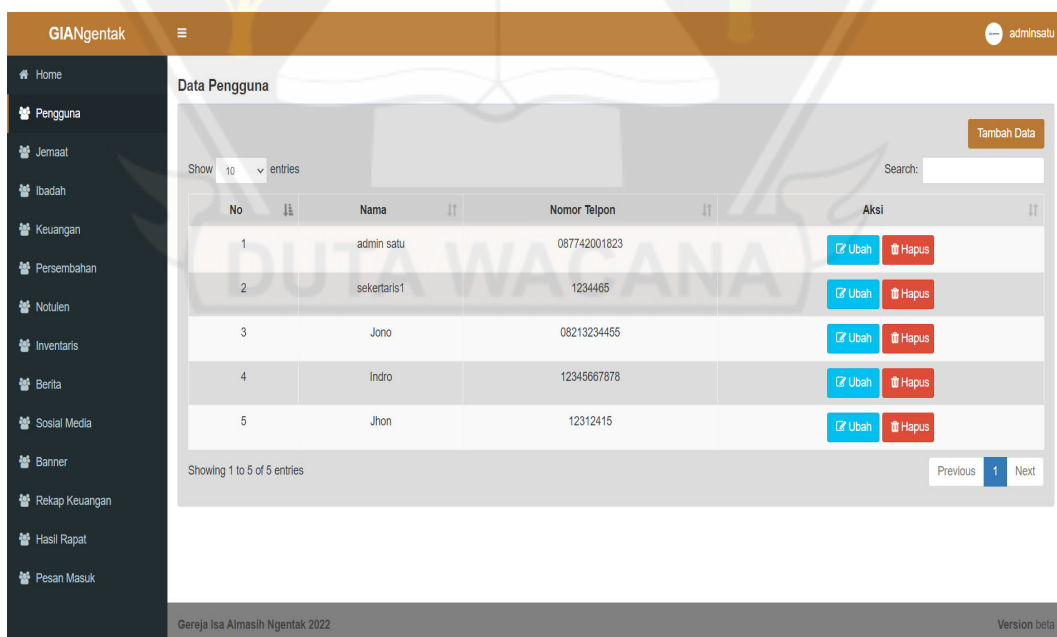 GIANgentak
adminsatu
Home
Pengguna
Jemaat
Ibadah
Keuangan
Persembahan
Notulen
Inventaris
Berita
Sosial Media
Banner
Rekap Keuangan
Hasil Rapat
Pesan Masuk
Data Pengguna
Tambah Data
Show 10 entries Search:
No Nama Nomor Telpon Aksi
1 admin satu 087742001823 Ubah Hapus
2 sekertaris1 1234465 Ubah Hapus
3 Jono 08213234455 Ubah Hapus
4 Indro 12345667878 Ubah Hapus
5 Jhon 12312415 Ubah Hapus
Showing 1 to 5 of 5 entries Previous 1 Next
DUTA WACANA
Gereja Isa Almasih Ngentak 2022 Version beta